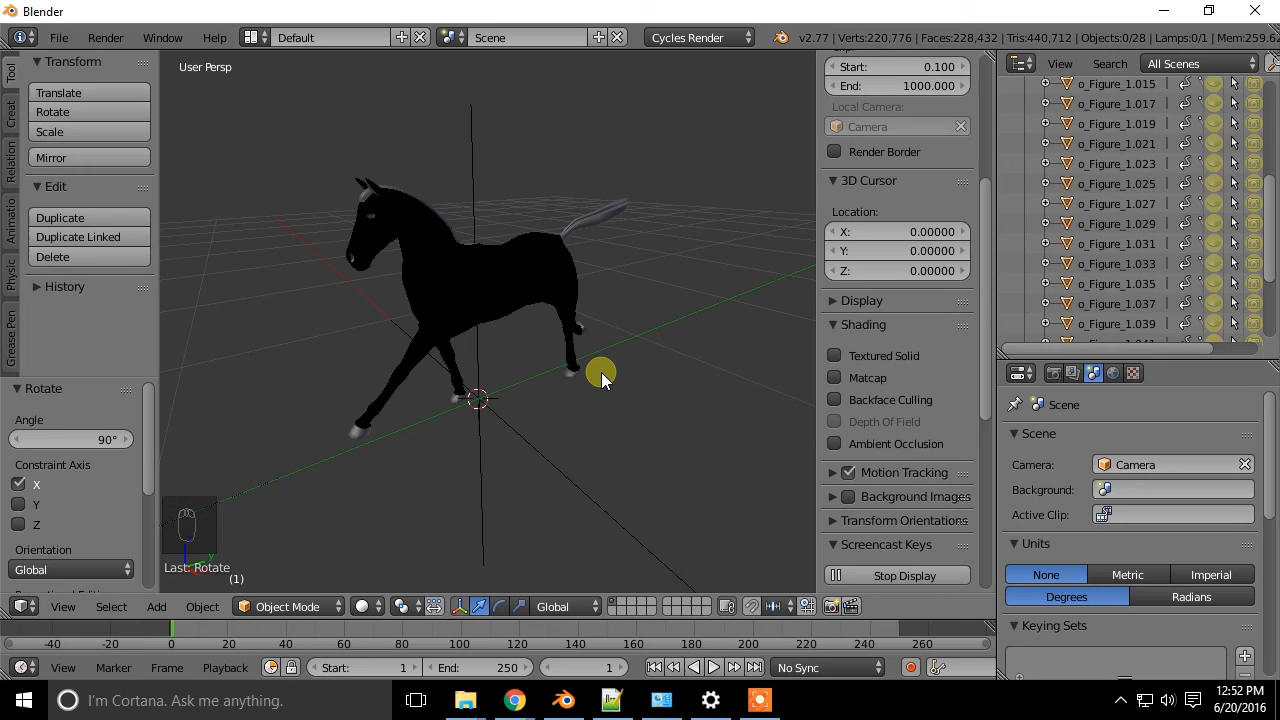 Blender
File Render Window Help Default Scene Cycles Render v2.77 | Verts:220,776 | Faces:228,432 | Tris:440,712 | Objects:0/28 | Lamps:0/1 | Mem:259.6
Tool
Creat
Relation
Animatio
Physic
Grease Pen
Transform
Translate
Rotate
Scale
Mirror
Edit
Duplicate
Duplicate Linked
Delete
History
Rotate
Angle
90°
Constraint Axis
X
Y
Z
Orientation
Global
User Persp
y
Last: Rotate
(1)
Start: 0.100
End: 1000.000
Local Camera:
Camera
Render Border
3D Cursor
Location:
X: 0.00000
Y: 0.00000
Z: 0.00000
Display
Shading
Textured Solid
Matcap
Backface Culling
Depth Of Field
Ambient Occlusion
Motion Tracking
Background Images
Transform Orientations
Screencast Keys
Stop Display
View Search All Scenes
o_Figure_1.015
o_Figure_1.017
o_Figure_1.019
o_Figure_1.021
o_Figure_1.023
o_Figure_1.025
o_Figure_1.027
o_Figure_1.029
o_Figure_1.031
o_Figure_1.033
o_Figure_1.035
o_Figure_1.037
o_Figure_1.039
Scene
Scene
Camera: Camera
Background:
Active Clip:
Units
None Metric Imperial
Degrees Radians
Keying Sets
View Select Add Object Object Mode Global
-40 -20 0 20 40 60 80 100 120 140 160 180 200 220 240 260
View Marker Frame Playback Start: 1 End: 250 1 No Sync
I'm Cortana. Ask me anything.
12:52 PM
6/20/2016